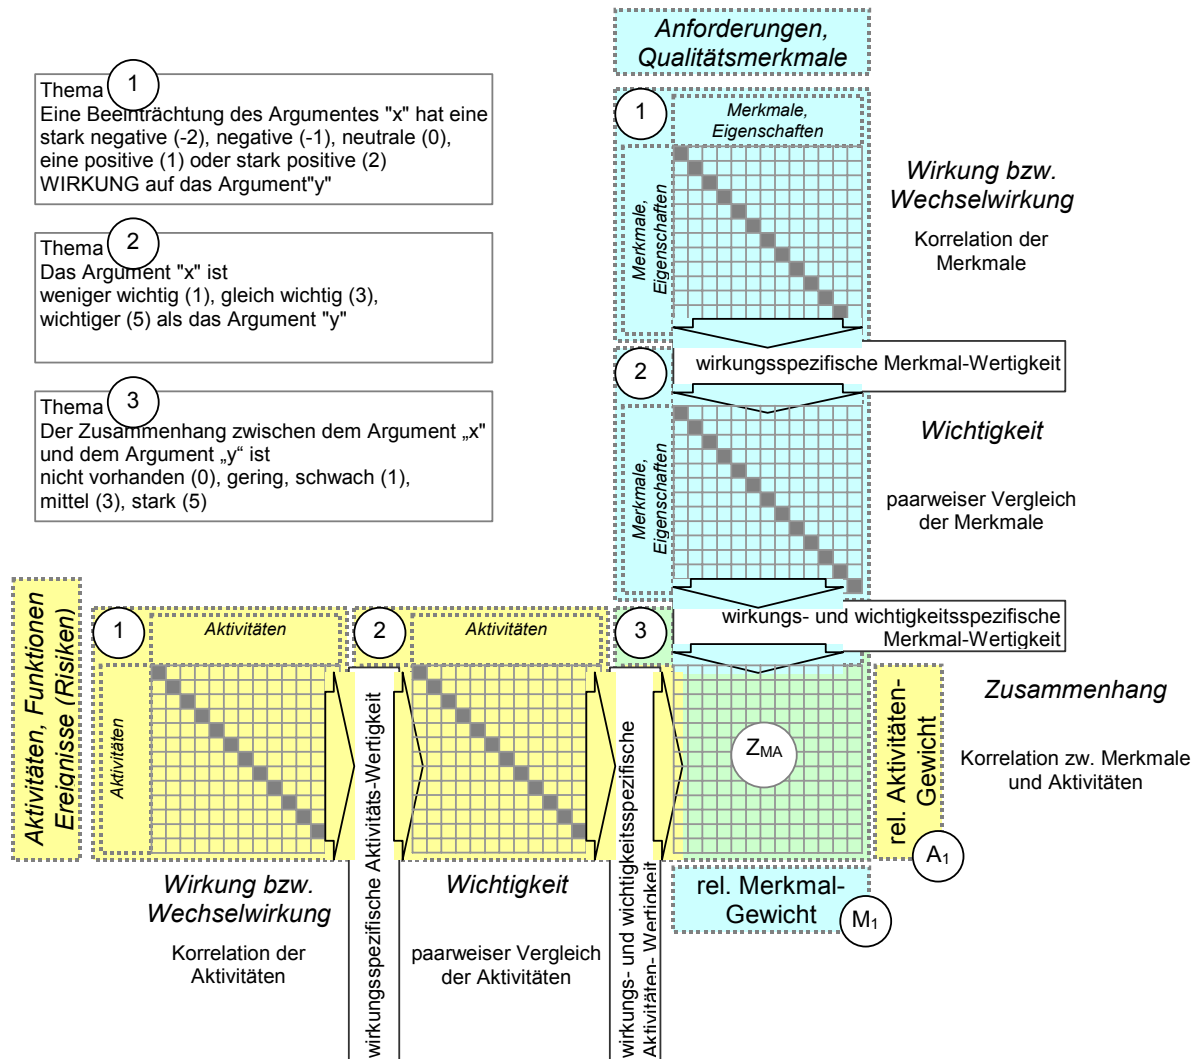 Anforderungen,
Qualitätsmerkmale
Thema 1
Eine Beeinträchtung des Argumentes "x" hat eine
stark negative (-2), negative (-1), neutrale (0),
eine positive (1) oder stark positive (2)
WIRKUNG auf das Argument"y"
Thema 2
Das Argument "x" ist
weniger wichtig (1), gleich wichtig (3),
wichtiger (5) als das Argument "y"
Thema 3
Der Zusammenhang zwischen dem Argument „x"
und dem Argument „y“ ist
nicht vorhanden (0), gering, schwach (1),
mittel (3), stark (5)
1
Merkmale,
Eigenschaften
Merkmale,
Eigenschaften
Wirkung bzw.
Wechselwirkung
Korrelation der
Merkmale
wirkungsspezifische Merkmal-Wertigkeit
2
Merkmale,
Eigenschaften
Wichtigkeit
paarweiser Vergleich
der Merkmale
wirkungs- und wichtigkeitsspezifische
Merkmal-Wertigkeit
Aktivitäten, Funktionen
Ereignisse (Risiken)
1
Aktivitäten
Aktivitäten
Wirkung bzw.
Wechselwirkung
Korrelation der
Aktivitäten
wirkungsspezifische Aktivitäts-Wertigkeit
2
Aktivitäten
Wichtigkeit
paarweiser Vergleich
der Aktivitäten
wirkungs- und wichtigkeitsspezifische
Aktivitäten- Wertigkeit
3
ZMA
rel. Aktivitäten-
Gewicht
A1
Zusammenhang
Korrelation zw. Merkmale
und Aktivitäten
rel. Merkmal-
Gewicht
M1